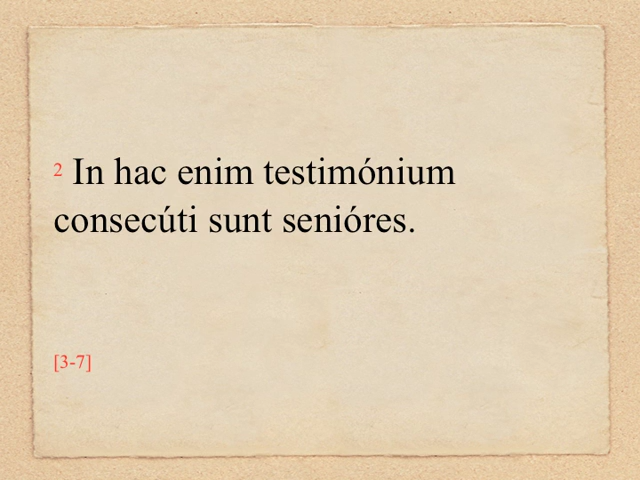 2 In hac enim testimónium
consecúti sunt senióres.
[3-7]